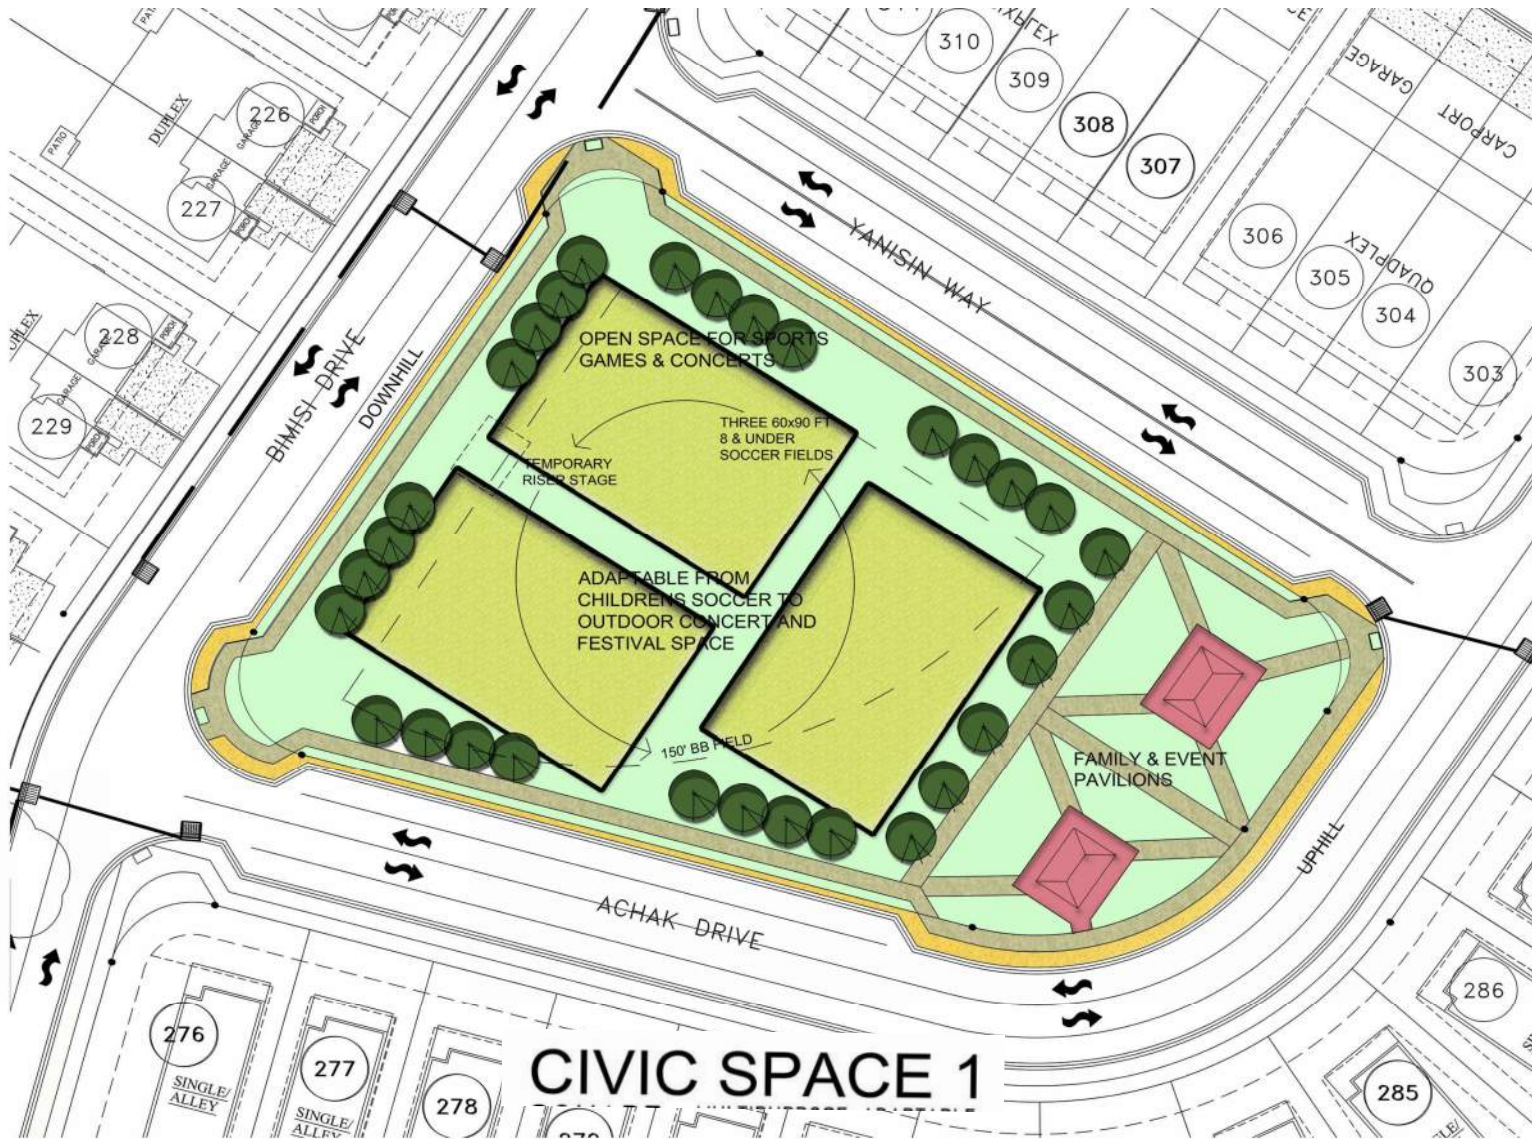 310
309
308
307
306
305
304
303
SIXPLEX
QUADPLEX
GARAGE
CARPORT
PATIO
DUPLEX
226
GARAGE
PORCH
GARAGE
227
PORCH
228
PORCH
GARAGE
GARAGE
229
PORCH
BIMISI DRIVE
DOWNHILL
YANISIN WAY
OPEN SPACE FOR SPORTS
GAMES & CONCERTS
THREE 60x90 FT
8 & UNDER
SOCCER FIELDS
TEMPORARY
RISER STAGE
ADAPTABLE FROM
CHILDRENS SOCCER TO
OUTDOOR CONCERT AND
FESTIVAL SPACE
150' BB FIELD
FAMILY & EVENT
PAVILIONS
UPHILL
ACHAK DRIVE
276
SINGLE/
ALLEY
277
SINGLE/
ALLEY
278
286
285
CIVIC SPACE 1